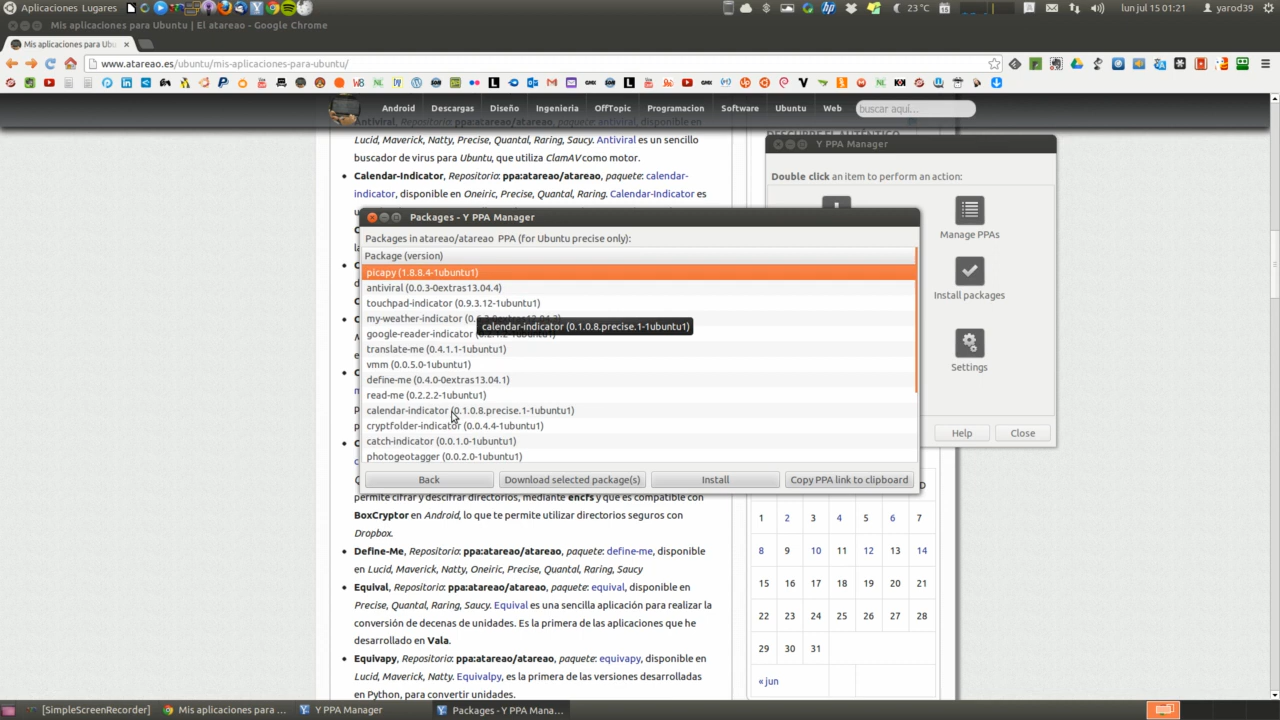 Aplicaciones Lugares
23 °C
lun jul 15 01:21
yarod39
Mis aplicaciones para Ubuntu | El atareao - Google Chrome
Mis aplicaciones para Ubu
www.atareao.es/ubuntu/mis-aplicaciones-para-ubuntu/
Android Descargas Diseño Ingenieria OffTopic Programacion Software Ubuntu Web
buscar aquí...
Antiviral, Repositorio: ppa:atareao/atareao, paquete: antiviral, disponible en
Lucid, Maverick, Natty, Precise, Quantal, Raring, Saucy. Antiviral es un sencillo
buscador de virus para Ubuntu, que utiliza ClamAV como motor.
Calendar-Indicator, Repositorio: ppa:atareao/atareao, paquete: calendar-
indicator, disponible en Oneiric, Precise, Quantal, Raring. Calendar-Indicator es
Y PPA Manager
Double click an item to perform an action:
Manage PPAs
Install packages
Settings
Help
Close
Packages - Y PPA Manager
Packages in atareao/atareao PPA (for Ubuntu precise only):
Package (version)
picapy (1.8.8.4-1ubuntu1)
antiviral (0.0.3-0extras13.04.4)
touchpad-indicator (0.9.3.12-1ubuntu1)
my-weather-indicator
calendar-indicator (0.1.0.8.precise.1-1ubuntu1)
google-reader-indicator
translate-me (0.4.1.1-1ubuntu1)
vmm (0.0.5.0-1ubuntu1)
define-me (0.4.0-0extras13.04.1)
read-me (0.2.2.2-1ubuntu1)
calendar-indicator (0.1.0.8.precise.1-1ubuntu1)
cryptfolder-indicator (0.0.4.4-1ubuntu1)
catch-indicator (0.0.1.0-1ubuntu1)
photogeotagger (0.0.2.0-1ubuntu1)
Back
Download selected package(s)
Install
Copy PPA link to clipboard
permite cifrar y descifrar directorios, mediante encfs y que es compatible con
BoxCryptor en Android, lo que te permite utilizar directorios seguros con
Dropbox.
Define-Me, Repositorio: ppa:atareao/atareao, paquete: define-me, disponible
en Lucid, Maverick, Natty, Oneiric, Precise, Quantal, Raring, Saucy
Equival, Repositorio: ppa:atareao/atareao, paquete: equival, disponible en
Precise, Quantal, Raring, Saucy. Equival es una sencilla aplicación para realizar la
conversión de decenas de unidades. Es la primera de las aplicaciones que he
desarrollado en Vala.
Equivapy, Repositorio: ppa:atareao/atareao, paquete: equivapy, disponible en
Lucid, Maverick, Natty. Equivalpy, es la primera de las versiones desarrolladas
en Python, para convertir unidades.
D
1 2 3 4 5 6 7
8 9 10 11 12 13 14
15 16 17 18 19 20 21
22 23 24 25 26 27 28
29 30 31
« jun
[SimpleScreenRecorder]
Mis aplicaciones para ...
Y PPA Manager
Packages - Y PPA Mana...